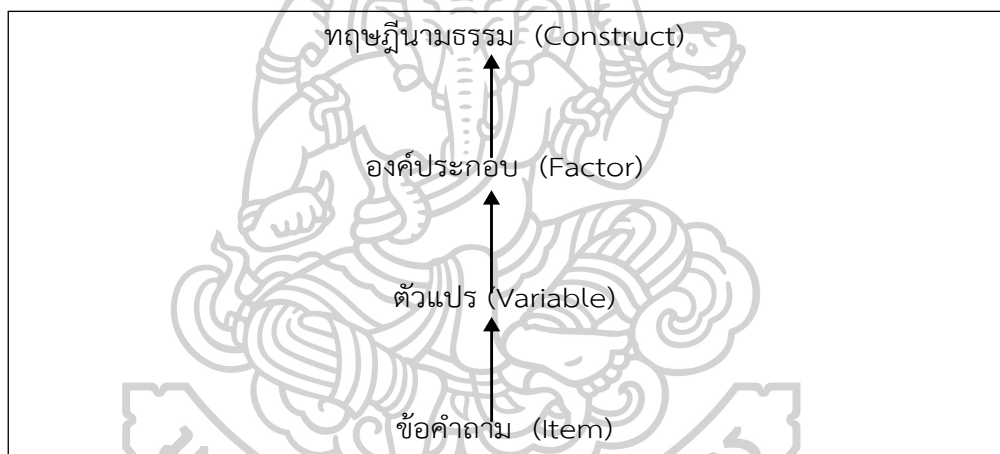 ทฤษฎีนามธรรม (Construct)
องค์ประกอบ (Factor)
ตัวแปร (Variable)
ข้อคำถาม (Item)